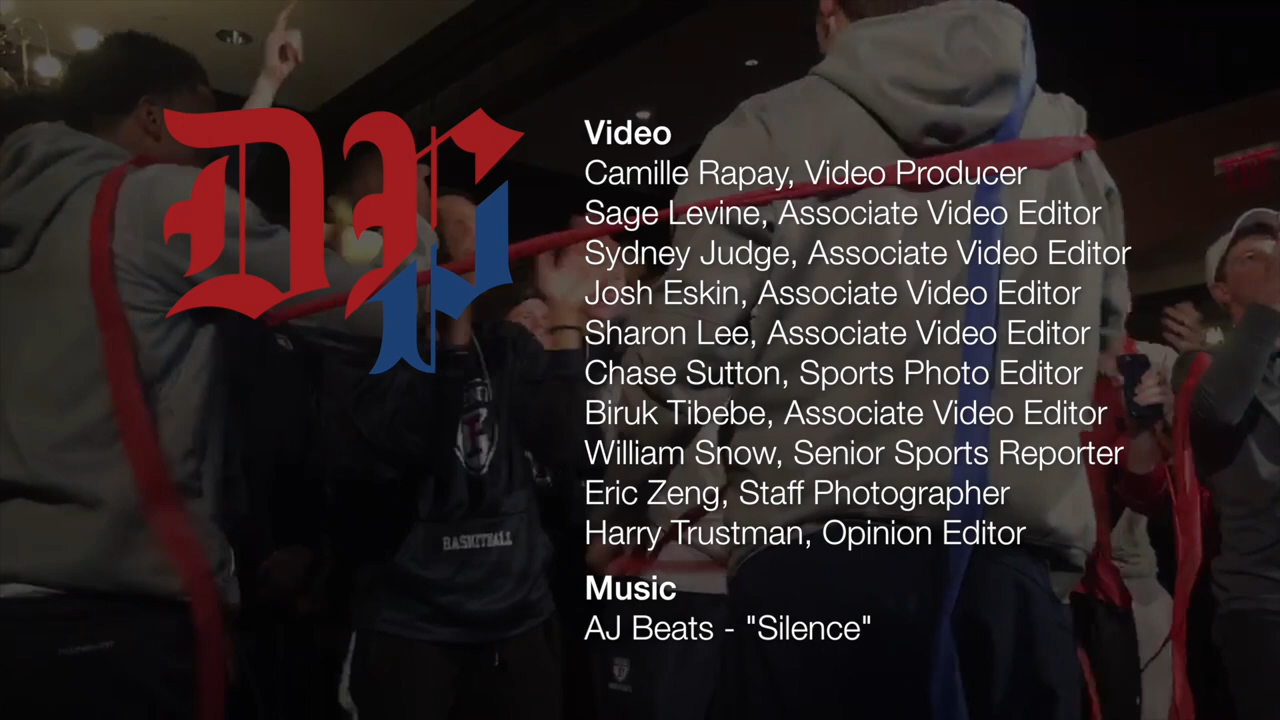 DP
Video
Camille Rapay, Video Producer
Sage Levine, Associate Video Editor
Sydney Judge, Associate Video Editor
Josh Eskin, Associate Video Editor
Sharon Lee, Associate Video Editor
Chase Sutton, Sports Photo Editor
Biruk Tibebe, Associate Video Editor
William Snow, Senior Sports Reporter
Eric Zeng, Staff Photographer
Harry Trustman, Opinion Editor
Music
AJ Beats - "Silence"
BASKETBALL